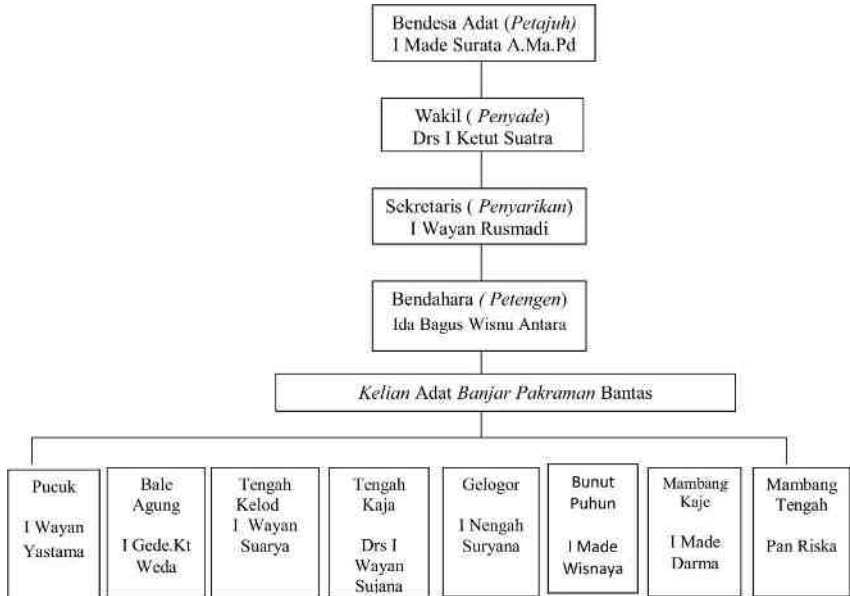 Bendesa Adat (Petajuh)
I Made Surata A.Ma.Pd
Wakil ( Penyade)
Drs I Ketut Suatra
Sekretaris ( Penyarikan)
I Wayan Rusmadi
Bendahara ( Petengen)
Ida Bagus Wisnu Antara
Kelian Adat Banjar Pakraman Bantas
Pucuk
I Wayan
Yastama
Bale
Agung
I Gede.Kt
Weda
Tengah
Kelod
I Wayan
Suarya
Tengah
Kaja
Drs I
Wayan
Sujana
Gelogor
I Nengah
Suryana
Bunut
Puhun
I Made
Wisnaya
Mambang
Kaje
I Made
Darma
Mambang
Tengah
Pan Riska